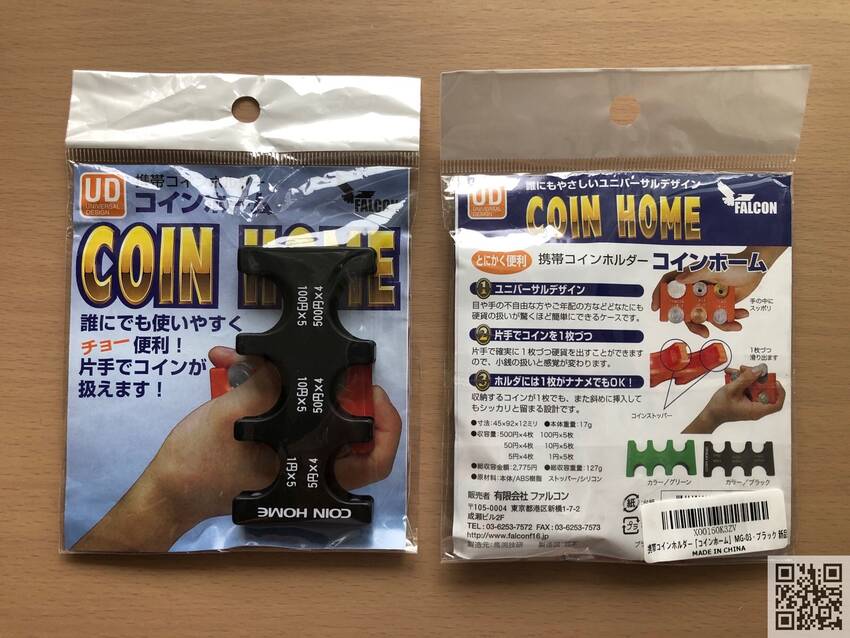 UD
UNIVERSAL
DESIGN
携帯コインホルダー
コインホーム
FALCON
COIN HOME
誰にでも使いやすく
チョー便利!
片手でコインが
扱えます!
500円×4
100円×5
50円×4
10円×5
5円×4
1円×5
COIN HOME
UD
UNIVERSAL
DESIGN
誰にもやさしいユニバーサルデザイン
COIN HOME
FALCON
とにかく便利
携帯コインホルダー コインホーム
1 ユニバーサルデザイン
目や手の不自由な方やご年配の方などどなたにも
硬貨の扱いが驚くほど簡単にできるケースです。
手の中に
スッポリ
2 片手でコインを1枚づつ
片手で確実に1枚づつ硬貨を出すことができますので、
小銭の扱いと感覚が変わります。
1枚づつ
滑り出ます
3 ホルダには1枚がナナメでもOK!
収納するコインが1枚でも、また斜めに挿入して
もシッカリと留まる設計です。
コインストッパー
●寸法:45×92×12ミリ ●本体重量:17g
●収容量:500円×4枚 100円×5枚
50円×4枚 10円×5枚
5円×4枚 1円×5枚
●総収容金額:2,775円 ●総収容重量:127g
●原材料:本体/ABS樹脂 ストッパー/シリコン
カラー/グリーン
カラー/ブラック
販売者 有限会社 ファルコン
〒105-0004 東京都港区新橋1-7-2
成瀬ビル2F
TEL:03-6253-7572 FAX:03-6253-7573
http://www.falconf16.jp
紙
プラ
X00160K3ZV
携帯コインホルダー「コインホーム」 MG-03・ブラック 新品
MADE IN CHINA